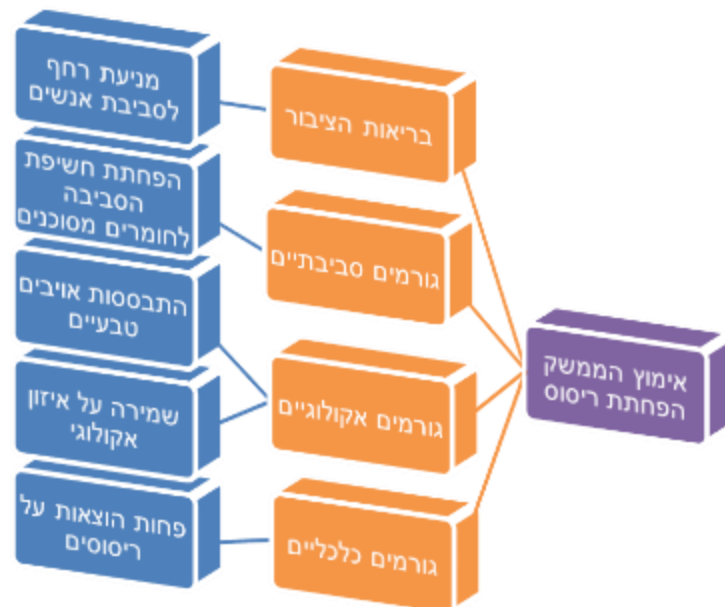 אימוץ הממשק
הפחתת ריסוס
בריאות הציבור
גורמים סביבתיים
גורמים אקולוגיים
גורמים כלכליים
מניעת רחף
לסביבת אנשים
הפחתת חשיפת
הסביבה
לחומרים מסוכנים
התבססות אויבים
טבעיים
שמירה על איזון
אקולוגי
פחות הוצאות על
ריסוסים